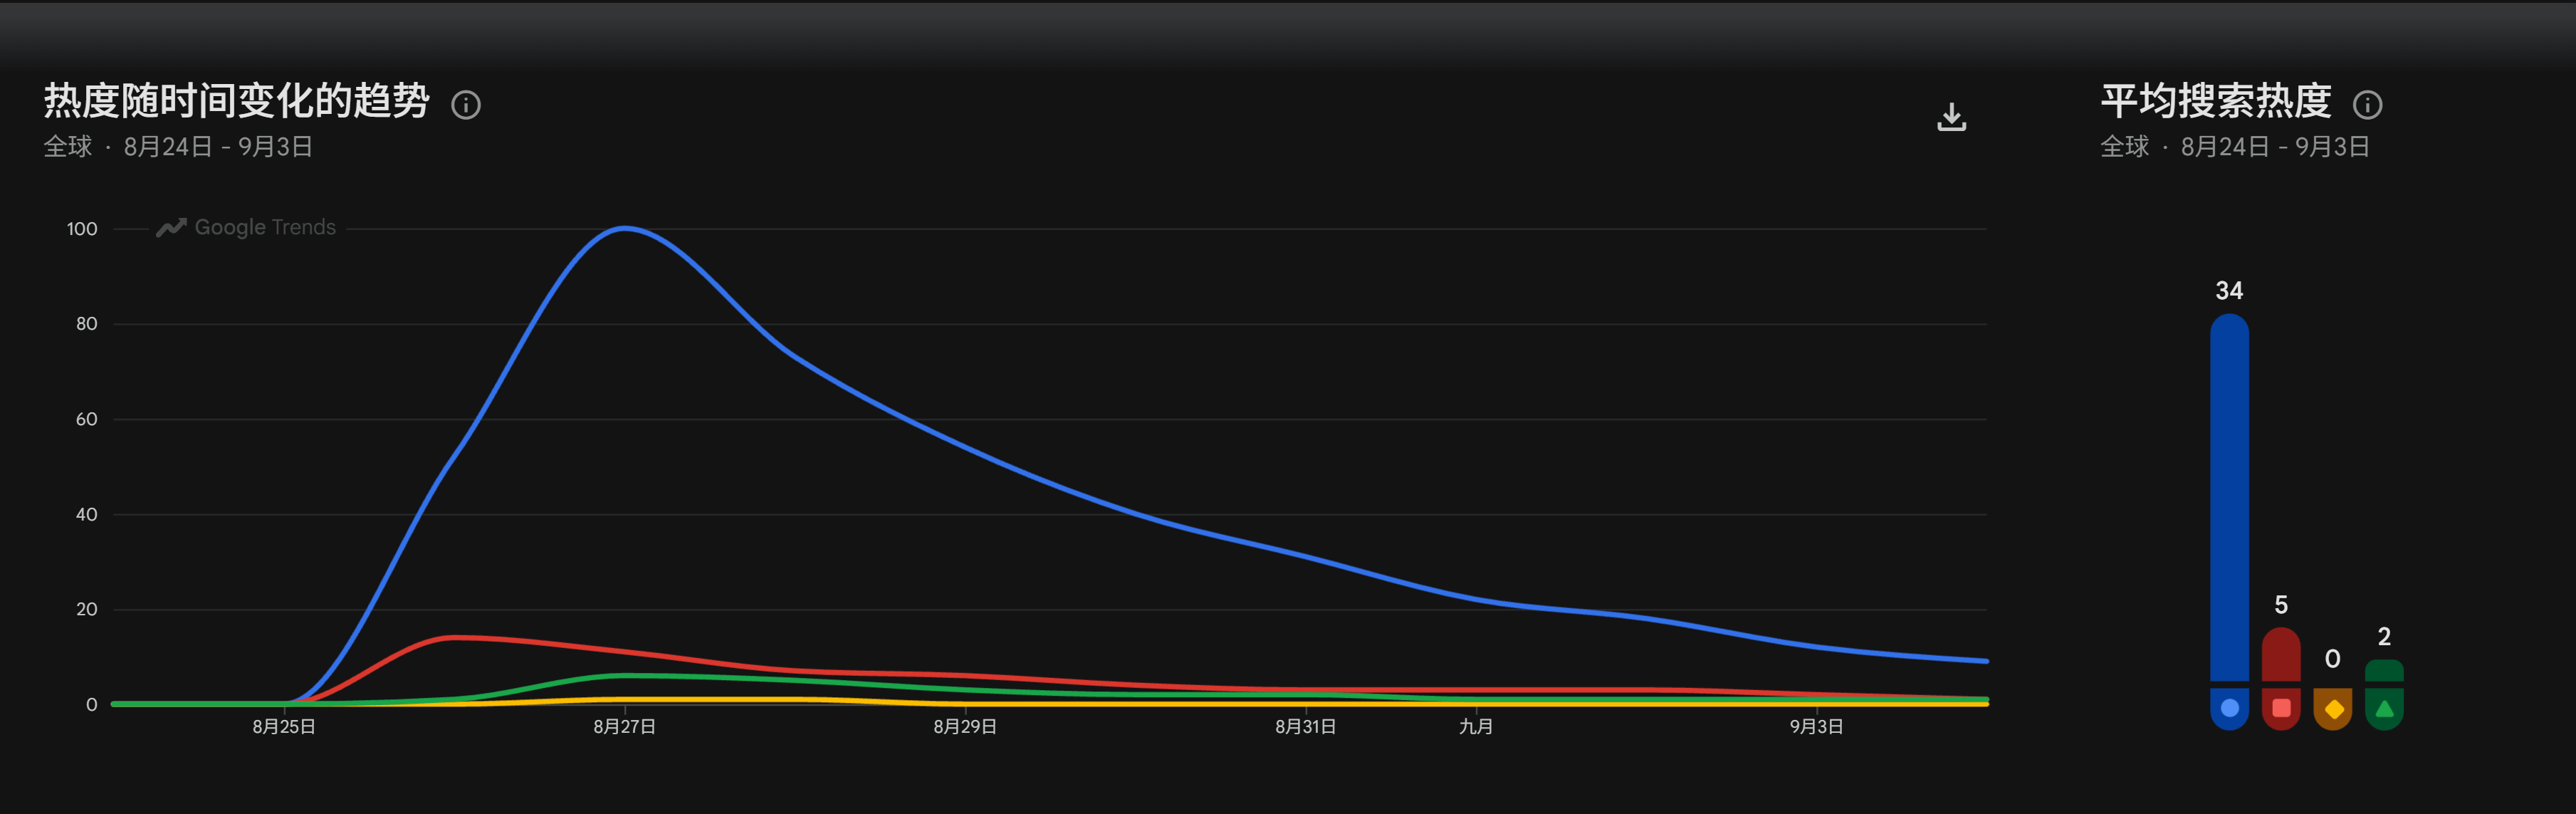 热度随时间变化的趋势
全球 · 8月24日 - 9月3日
Google Trends
100
80
60
40
20
0
8月25日
8月27日
8月29日
8月31日
九月
9月3日
平均搜索热度
全球 · 8月24日 - 9月3日
34
5
0
2